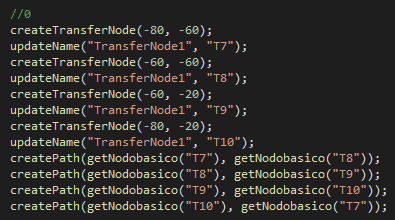 //0
createTransferNode(-80, -60);
updateName("TransferNode1", "T7");
createTransferNode(-60, -60);
updateName("TransferNode1", "T8");
createTransferNode(-60, -20);
updateName("TransferNode1", "T9");
createTransferNode(-80, -20);
updateName("TransferNode1", "T10");
createPath(getNodobasico("T7"), getNodobasico("T8"));
createPath(getNodobasico("T8"), getNodobasico("T9"));
createPath(getNodobasico("T9"), getNodobasico("T10"));
createPath(getNodobasico("T10"), getNodobasico("T7"));